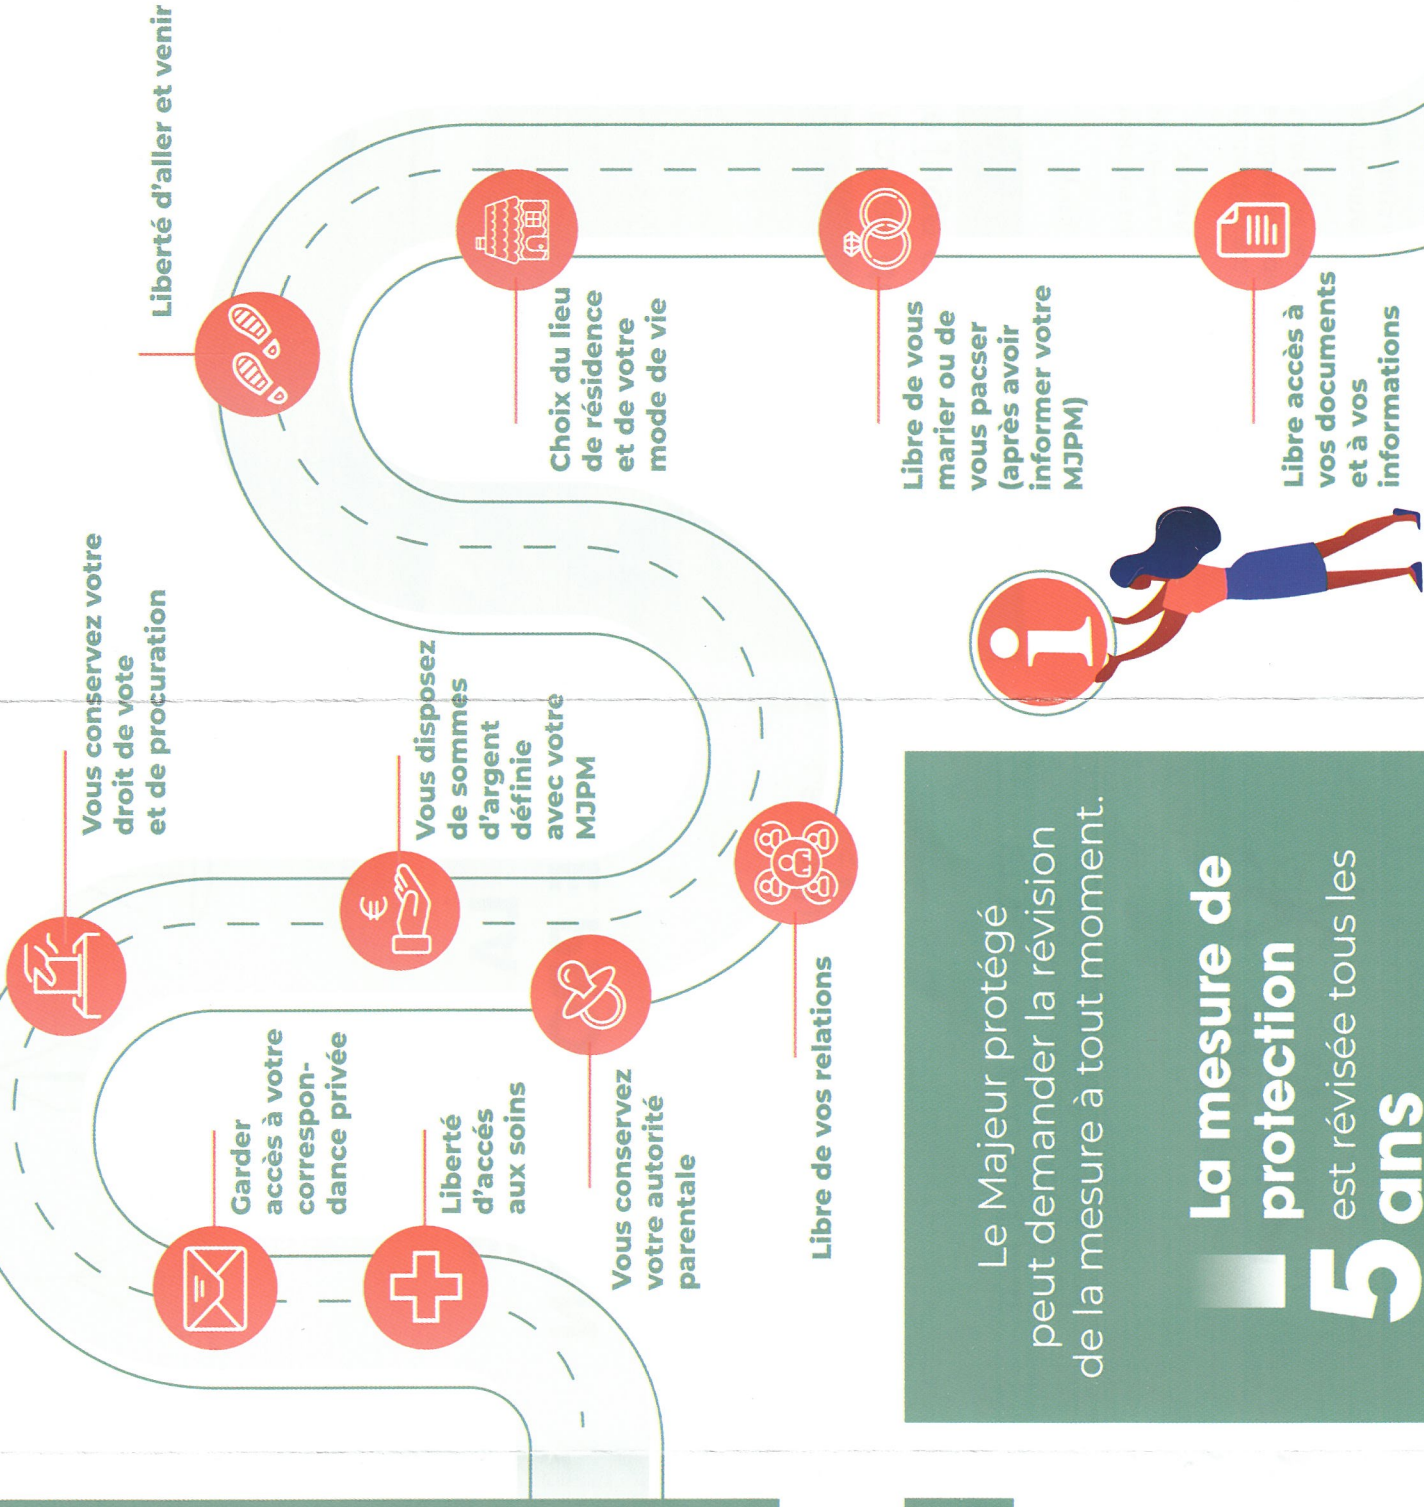 Vous conservez votre
droit de vote
et de procuration
Liberté d'aller et venir
Garder
accès à votre
correspon-
dance privée
Vous disposez
de sommes
d'argent
définie
avec votre
MJPM
Choix du lieu
de résidence
et de votre
mode de vie
Liberté
d'accés
aux soins
Vous conservez
votre autorité
parentale
Libre de vos relations
Libre de vous
marier ou de
vous pacser
(après avoir
informer votre
MJPM)
Libre accès à
vos documents
et à vos
informations
i
€
Le Majeur protégé
peut demander la révision
de la mesure à tout moment.
La mesure de
protection
est révisée tous les
5 ans